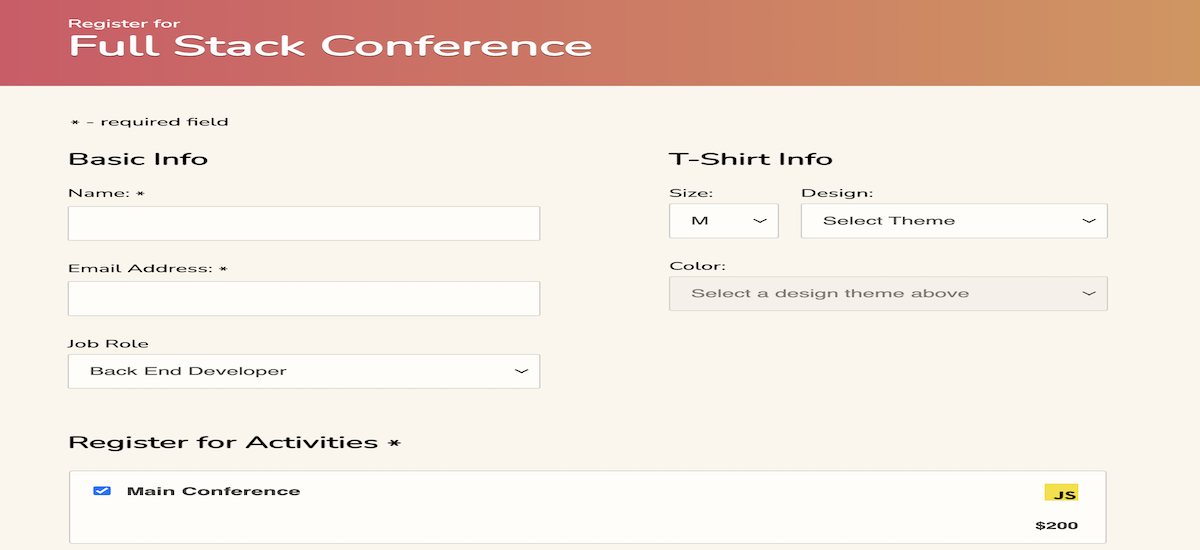 Register for
Full Stack Conference
* - required field
Basic Info
Name: *
Email Address: *
Job Role
Back End Developer
T-Shirt Info
Size:
Design:
M
Select Theme
Color:
Select a design theme above
Register for Activities *
Main Conference
JS
$200